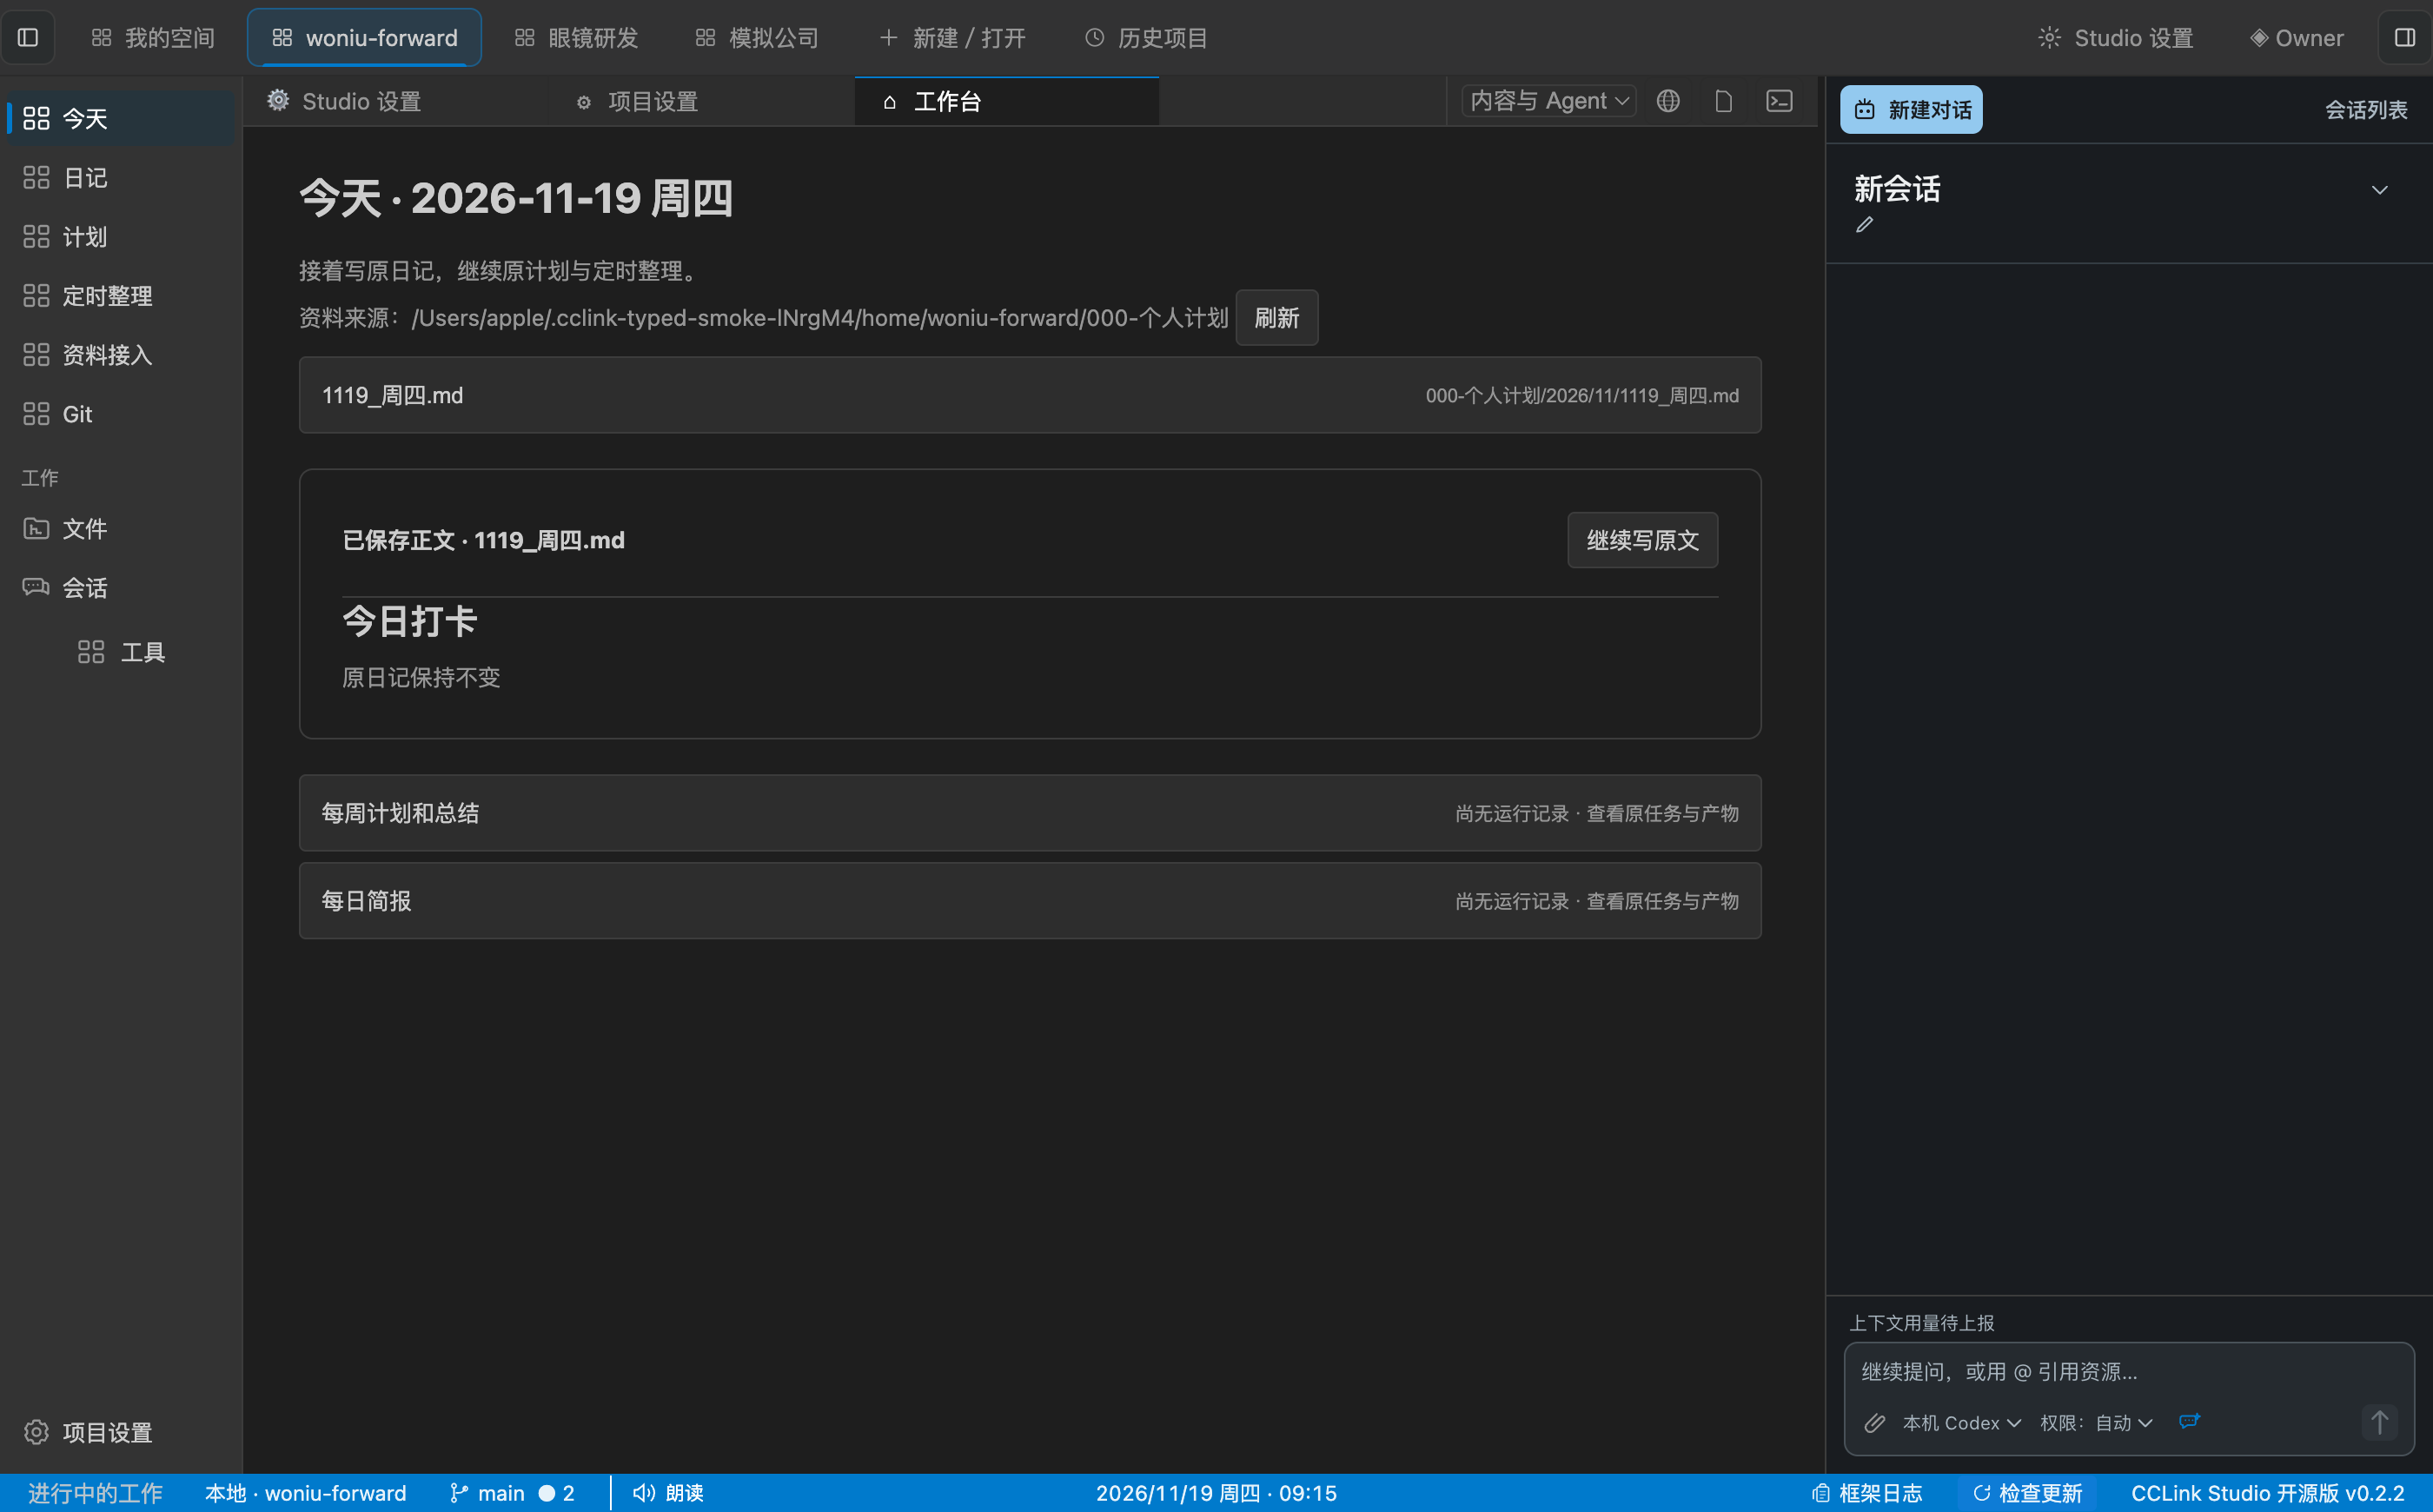 我的空间
woniu-forward
眼镜研发
模拟公司
新建 / 打开
历史项目
Studio 设置
Owner
今天
日记
计划
定时整理
资料接入
Git
工作
文件
会话
工具
项目设置
Studio 设置
项目设置
工作台
内容与 Agent
今天 · 2026-11-19 周四
接着写原日记，继续原计划与定时整理。
资料来源：/Users/apple/.cclink-typed-smoke-lNrgM4/home/woniu-forward/000-个人计划 刷新
1119_周四.md 000-个人计划/2026/11/1119_周四.md
已保存正文 · 1119_周四.md 继续写原文
今日打卡
原日记保持不变
每周计划和总结 尚无运行记录 · 查看原任务与产物
每日简报 尚无运行记录 · 查看原任务与产物
新建对话 会话列表
新会话
上下文用量待上报
继续提问，或用 @ 引用资源...
本机 Codex 权限：自动
进行中的工作 本地 · woniu-forward main 2 朗读 2026/11/19 周四 · 09:15 框架日志 检查更新 CCLink Studio 开源版 v0.2.2